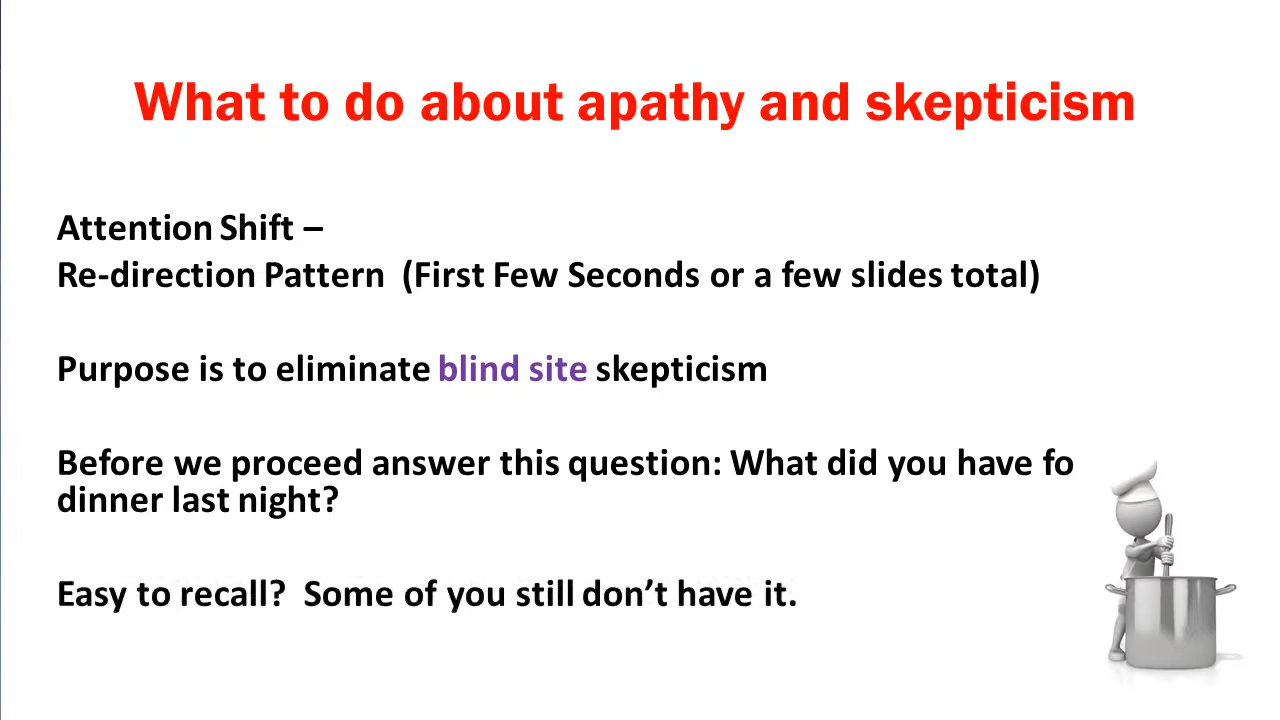 What to do about apathy and skepticism
Attention Shift –
Re-direction Pattern (First Few Seconds or a few slides total)
Purpose is to eliminate blind site skepticism
Before we proceed answer this question: What did you have fo
dinner last night?
Easy to recall? Some of you still don’t have it.